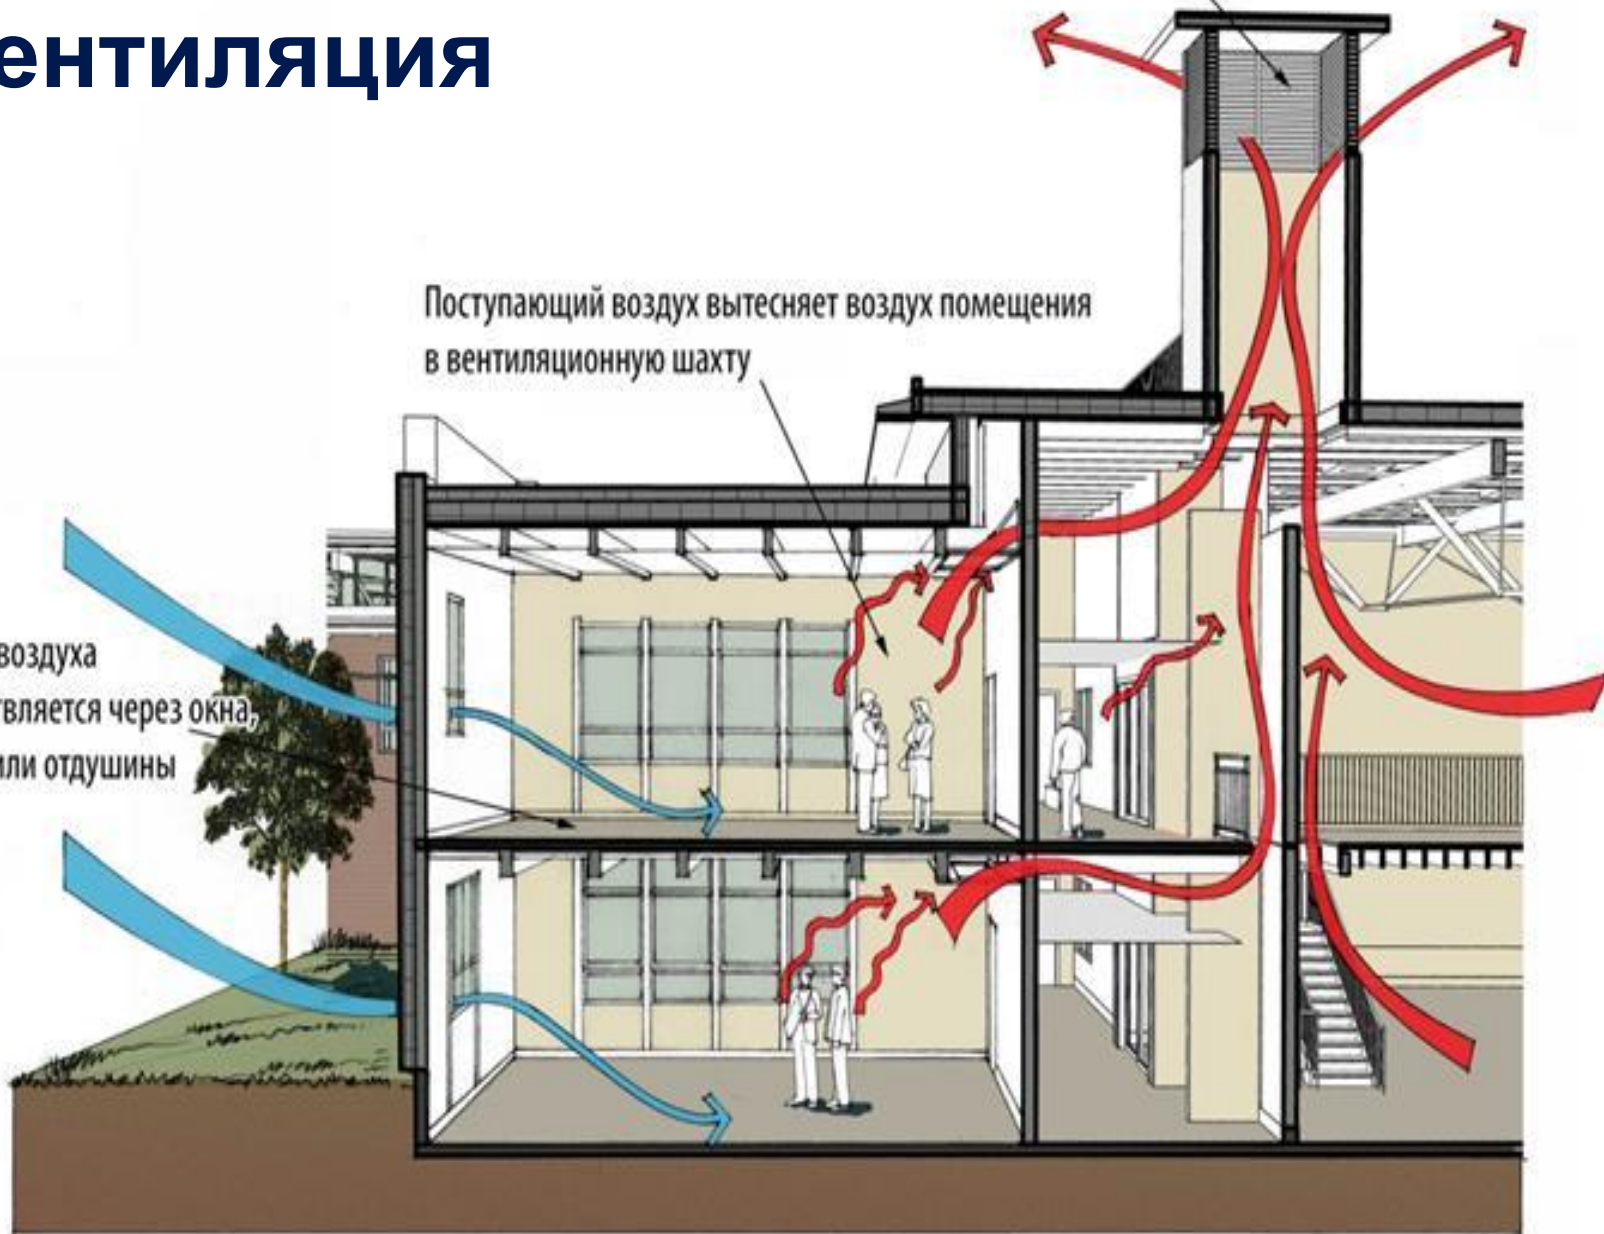 ентиляция
Поступающий воздух вытесняет воздух помещения
в вентиляционную шахту
воздуха
вляется через окна,
или отдушины